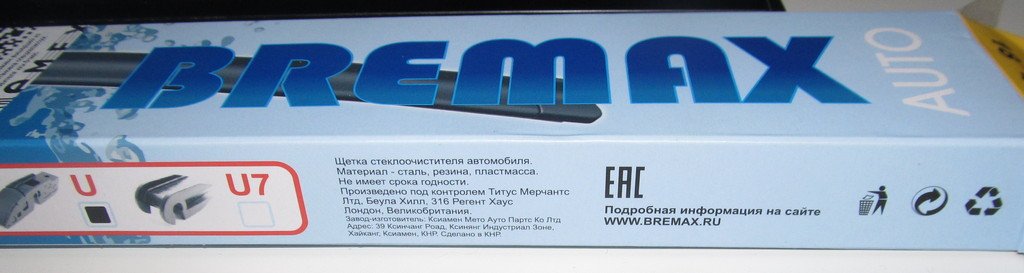 BREMAX
AUTO
U
U7
Щетка стеклоочистителя автомобиля.
Материал - сталь, резина, пластмасса.
Не имеет срока годности.
Произведено под контролем Титус Мерчантс
Лтд, Беула Хилл, 316 Регент Хаус
Лондон, Великобритания.
Завод-изготовитель: Ксиамен Мето Ауто Партс Ко Лтд
Адрес: 39 Ксинчанг Роад, Ксинянг Индустриал Зоне,
Хайканг, Ксиамен, КНР. Сделано в КНР.
EAC
Подробная информация на сайте
WWW.BREMAX.RU